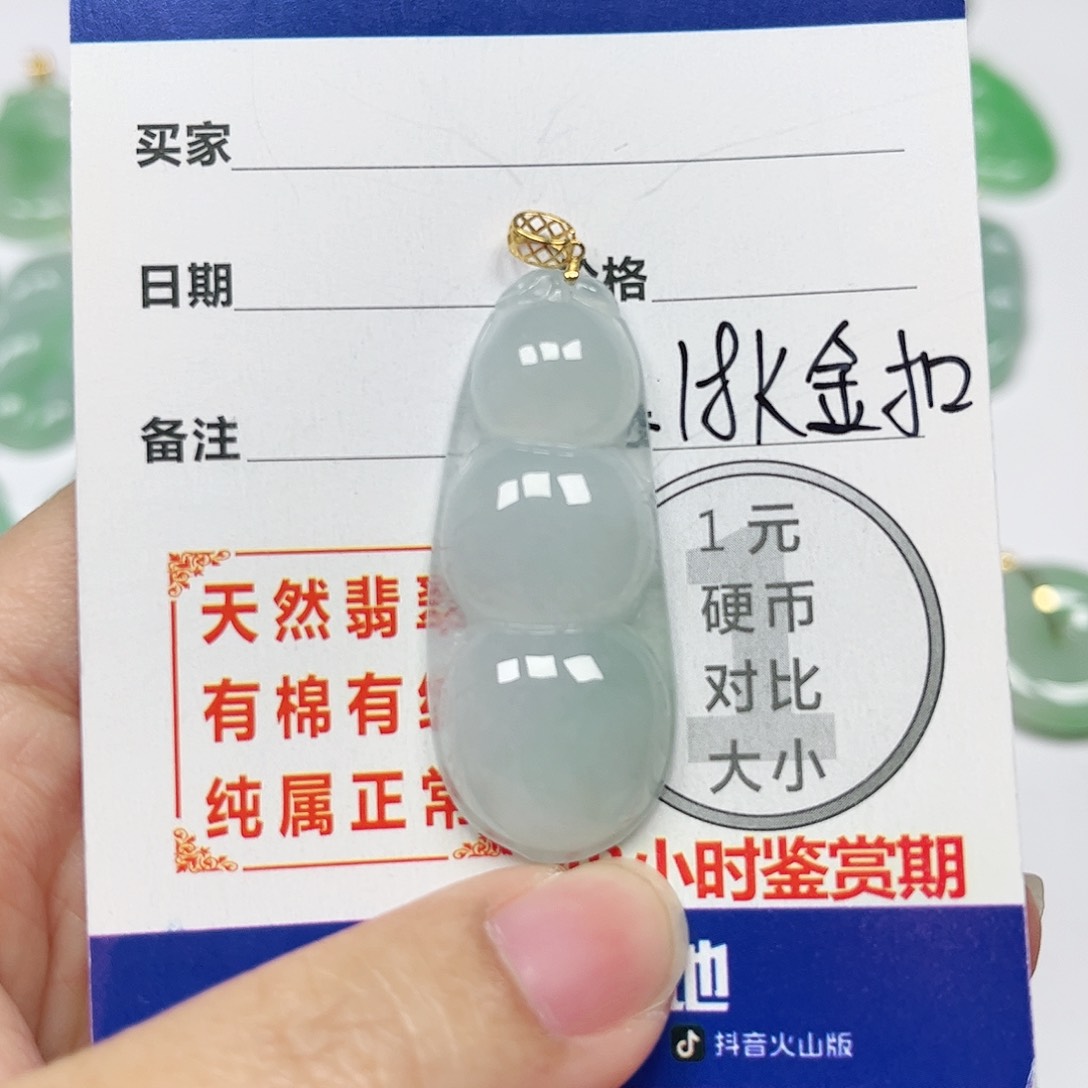 买家
日期 价格
备注 18K金扣
天然翡翠
有棉有
纯属正常
1元
硬币
对比
大小
小时鉴赏期
地
抖音火山版